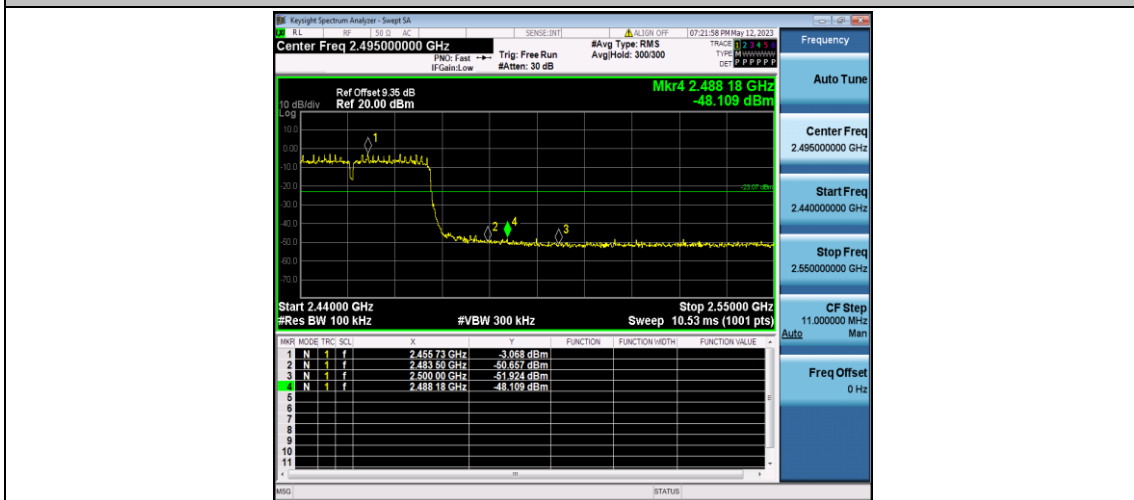 Keysight Spectrum Analyzer - Swept SA
RL RF 50 Ω AC SENSE:INT ALIGN OFF 07:21:58 PM May 12, 2023
Center Freq 2.495000000 GHz
PNO: Fast
IFGain:Low
Trig: Free Run
#Atten: 30 dB
#Avg Type: RMS
Avg|Hold: 300/300
TRACE 1 2 3 4 5 6
TYPE M W W W W W
DET P P P P P P
Mkr4 2.488 18 GHz
-48.109 dBm
Ref Offset 9.35 dB
10 dB/div Ref 20.00 dBm
Log
10.0
0.00
-10.0
-20.0
-30.0
-40.0
-50.0
-60.0
-70.0
1
2
4
3
-23.07 dBm
Start 2.44000 GHz Stop 2.55000 GHz
#Res BW 100 kHz #VBW 300 kHz Sweep 10.53 ms (1001 pts)
MKR MODE TRC SCL X Y FUNCTION FUNCTION WIDTH FUNCTION VALUE
1 N 1 f 2.455 73 GHz -3.068 dBm
2 N 1 f 2.483 50 GHz -50.657 dBm
3 N 1 f 2.500 00 GHz -51.924 dBm
4 N 1 f 2.488 18 GHz -48.109 dBm
5
6
7
8
9
10
11
MSG STATUS
Frequency
Auto Tune
Center Freq
2.495000000 GHz
Start Freq
2.440000000 GHz
Stop Freq
2.550000000 GHz
CF Step
11.000000 MHz
Auto Man
Freq Offset
0 Hz